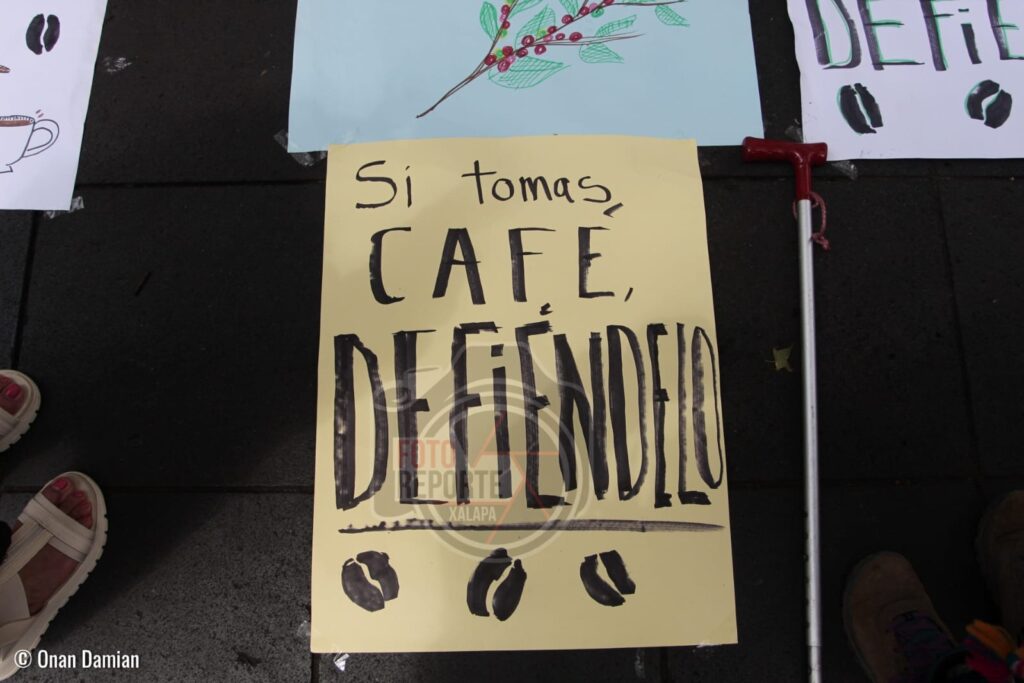 DEFiE
Si tomas
CAFÉ,
DEFiÉNDELO
FOTO
REPORTE
XALAPA
© Onan Damian